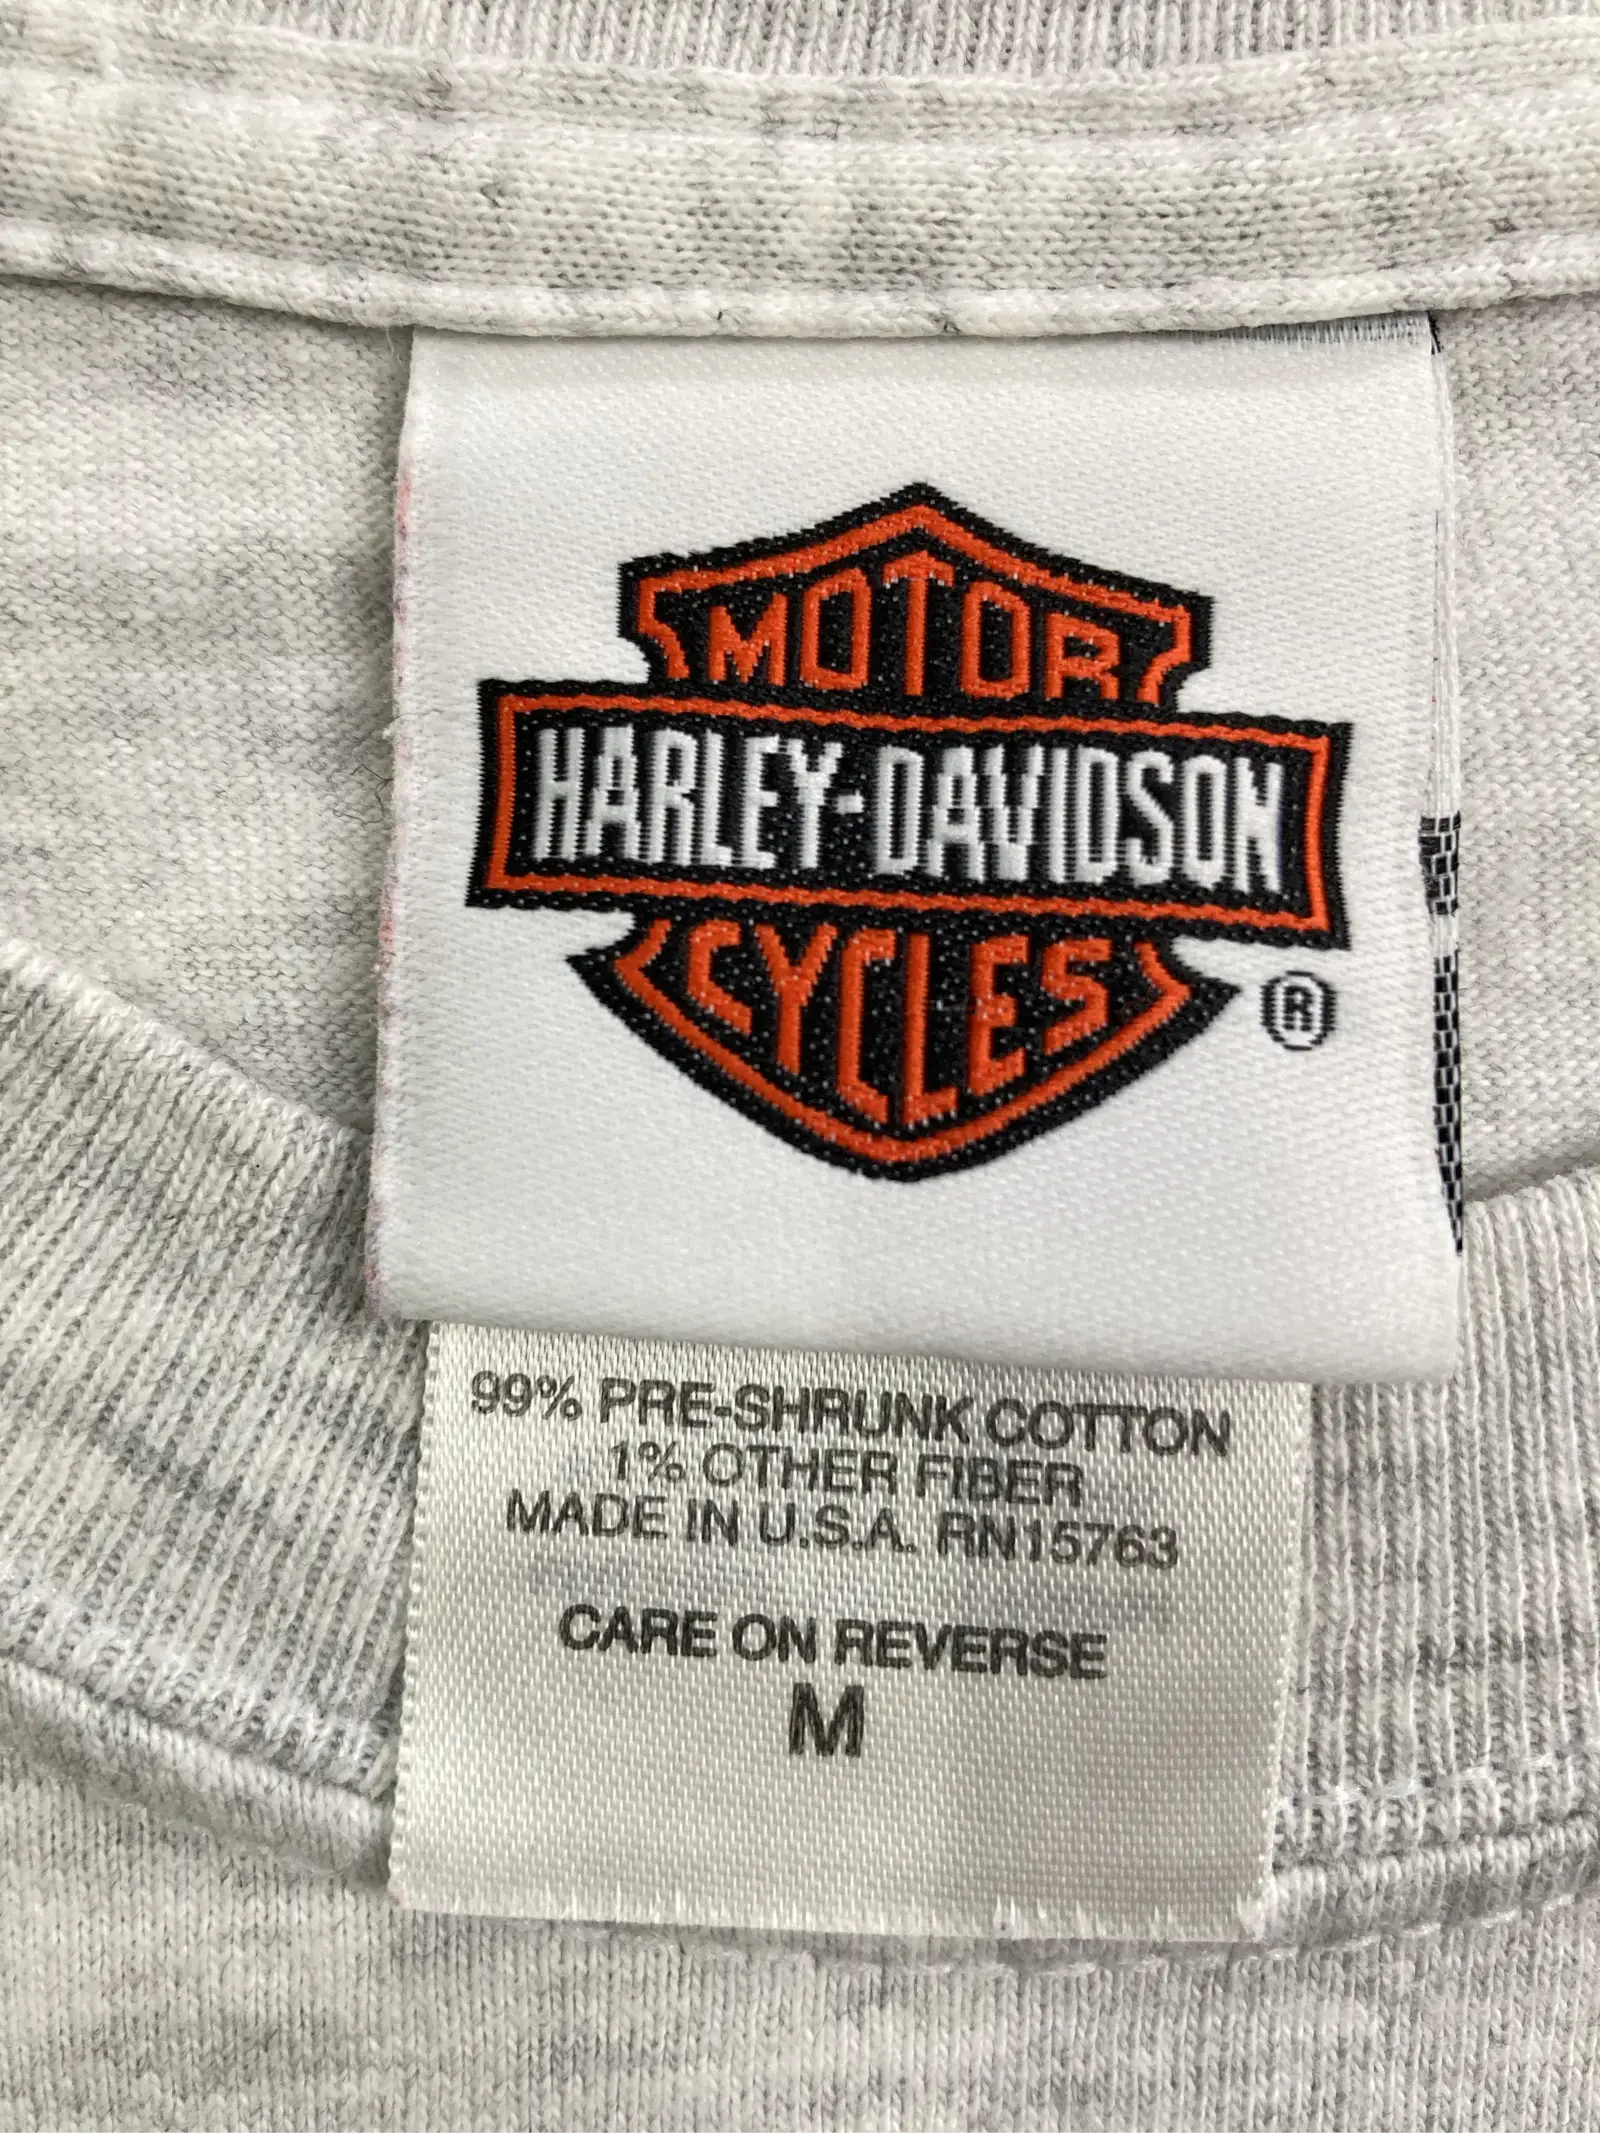 MOTOR
HARLEY-DAVIDSON
CYCLES
®
99% PRE-SHRUNK COTTON
1% OTHER FIBER
MADE IN U.S.A. RN15763
CARE ON REVERSE
M